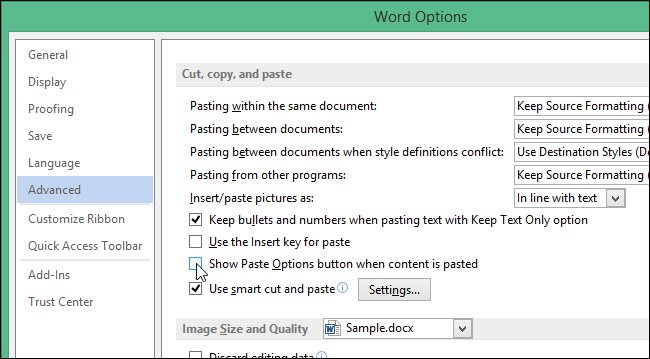 Word Options
General
Display
Proofing
Save
Language
Advanced
Customize Ribbon
Quick Access Toolbar
Add-Ins
Trust Center
Cut, copy, and paste
Pasting within the same document: Keep Source Formatting (
Pasting between documents: Keep Source Formatting (
Pasting between documents when style definitions conflict: Use Destination Styles (De
Pasting from other programs: Keep Source Formatting (
Insert/paste pictures as: In line with text
Keep bullets and numbers when pasting text with Keep Text Only option
Use the Insert key for paste
Show Paste Options button when content is pasted
Use smart cut and paste Settings...
Image Size and Quality Sample.docx
Discard editing data